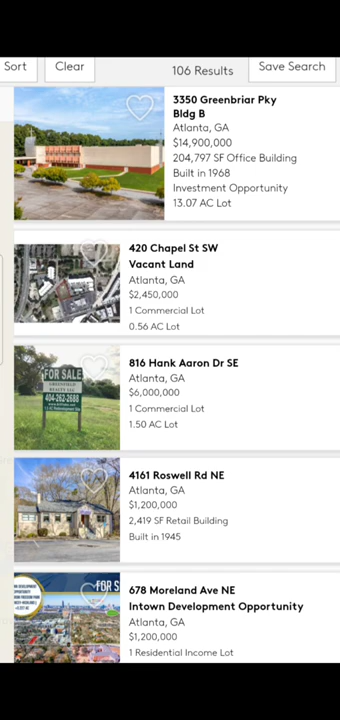 Sort
Clear
106 Results
Save Search
3350 Greenbriar Pky
Bldg B
Atlanta, GA
$14,900,000
204,797 SF Office Building
Built in 1968
Investment Opportunity
13.07 AC Lot
420 Chapel St SW
Vacant Land
Atlanta, GA
$2,450,000
1 Commercial Lot
0.56 AC Lot
816 Hank Aaron Dr SE
Atlanta, GA
$6,000,000
1 Commercial Lot
1.50 AC Lot
FOR SALE
404-262-2688
4161 Roswell Rd NE
Atlanta, GA
$1,200,000
2,419 SF Retail Building
Built in 1945
FOR S
678 Moreland Ave NE
Intown Development Opportunity
Atlanta, GA
$1,200,000
1 Residential Income Lot